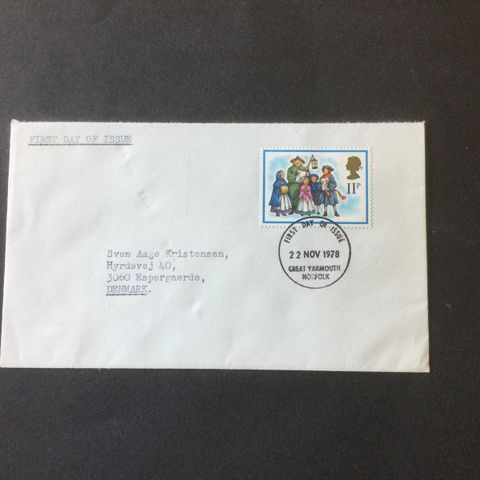 FIRST DAY OF ISSUE
11P
FIRST DAY OF ISSUE
22 NOV 1978
GREAT YARMOUTH
NORFOLK
Sven Aage Kristensen,
Hyrdevej 40,
3060 Espergaerde,
DENMARK.